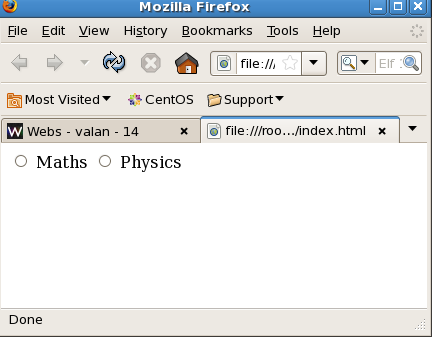 Mozilla Firefox
File Edit View History Bookmarks Tools Help
file:// Elf
Most Visited CentOS Support
W Webs - valan - 14 file:///roo.../index.html
Maths Physics
Done